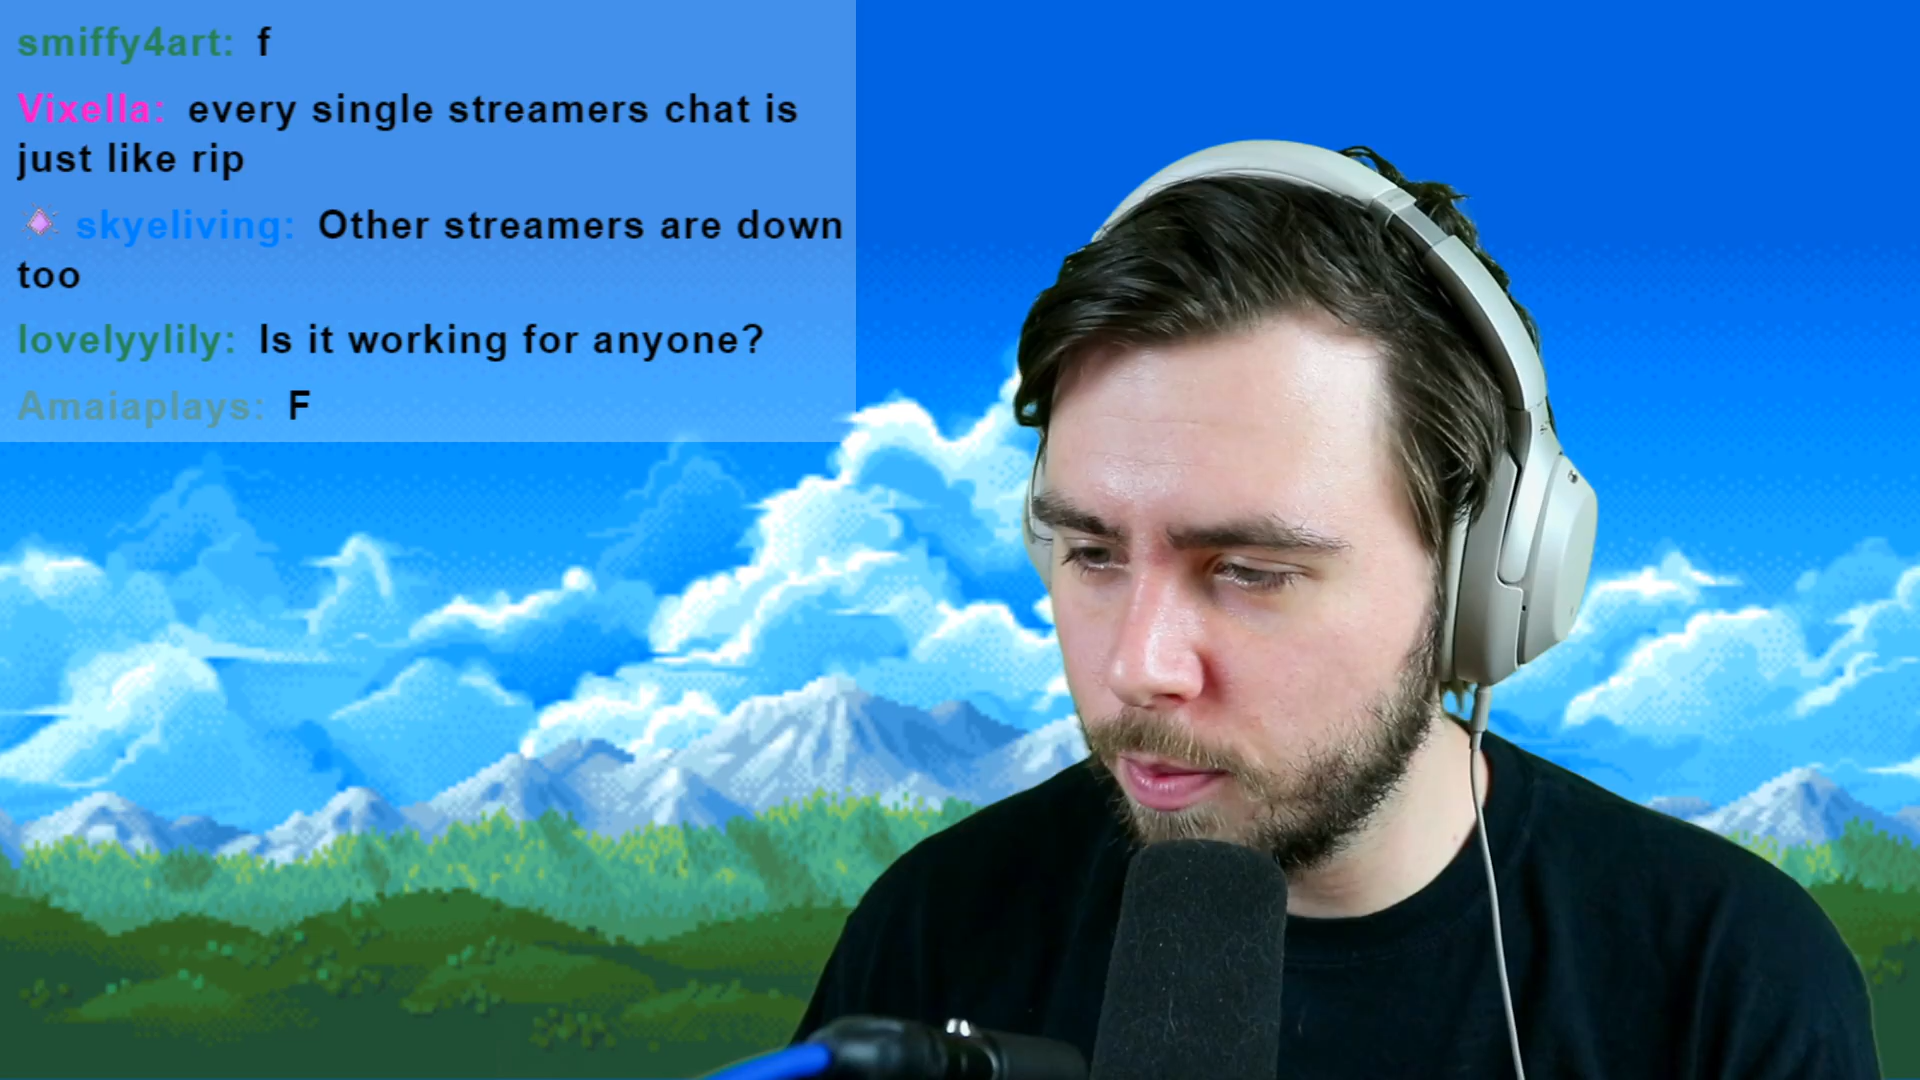 smiffy4art: f
Vixella: every single streamers chat is
just like rip
skyeliving: Other streamers are down
too
lovelyylily: Is it working for anyone?
Amaiaplays: F